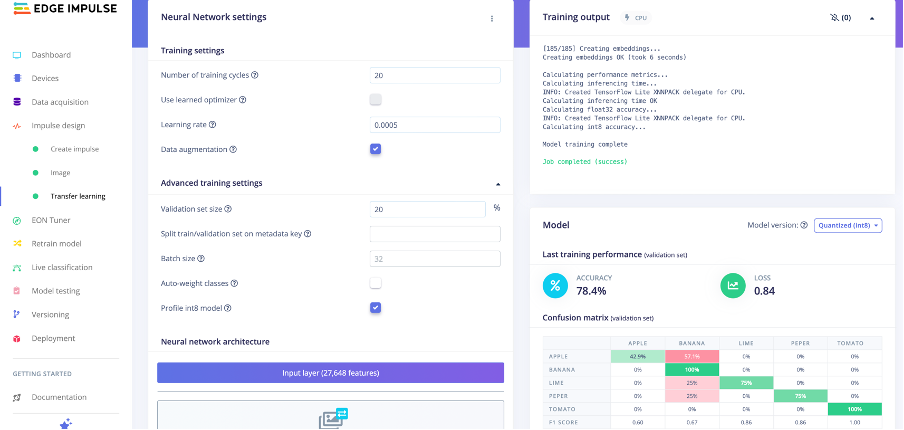 EDGE IMPULSE
Dashboard
Devices
Data acquisition
Impulse design
Create impulse
Image
Transfer learning
EON Tuner
Retrain model
Live classification
Model testing
Versioning
Deployment
GETTING STARTED
Documentation
Neural Network settings
Training settings
Number of training cycles 20
Use learned optimizer
Learning rate 0.0005
Data augmentation
Advanced training settings
Validation set size 20 %
Split train/validation set on metadata key
Batch size 32
Auto-weight classes
Profile int8 model
Neural network architecture
Input layer (27,648 features)
Training output CPU (0)
[185/185] Creating embeddings...
Creating embeddings OK (took 6 seconds)
Calculating performance metrics...
Calculating inferencing time...
INFO: Created TensorFlow Lite XNNPACK delegate for CPU.
Calculating inferencing time OK
Calculating float32 accuracy...
INFO: Created TensorFlow Lite XNNPACK delegate for CPU.
Calculating int8 accuracy...
Model training complete
Job completed (success)
Model Model version: Quantized (int8)
Last training performance (validation set)
ACCURACY
78.4%
LOSS
0.84
Confusion matrix (validation set)
APPLE BANANA LIME PEPER TOMATO
APPLE 42.9% 57.1% 0% 0% 0%
BANANA 0% 100% 0% 0% 0%
LIME 0% 25% 75% 0% 0%
PEPER 0% 25% 0% 75% 0%
TOMATO 0% 0% 0% 0% 100%
F1 SCORE 0.60 0.67 0.86 0.86 1.00